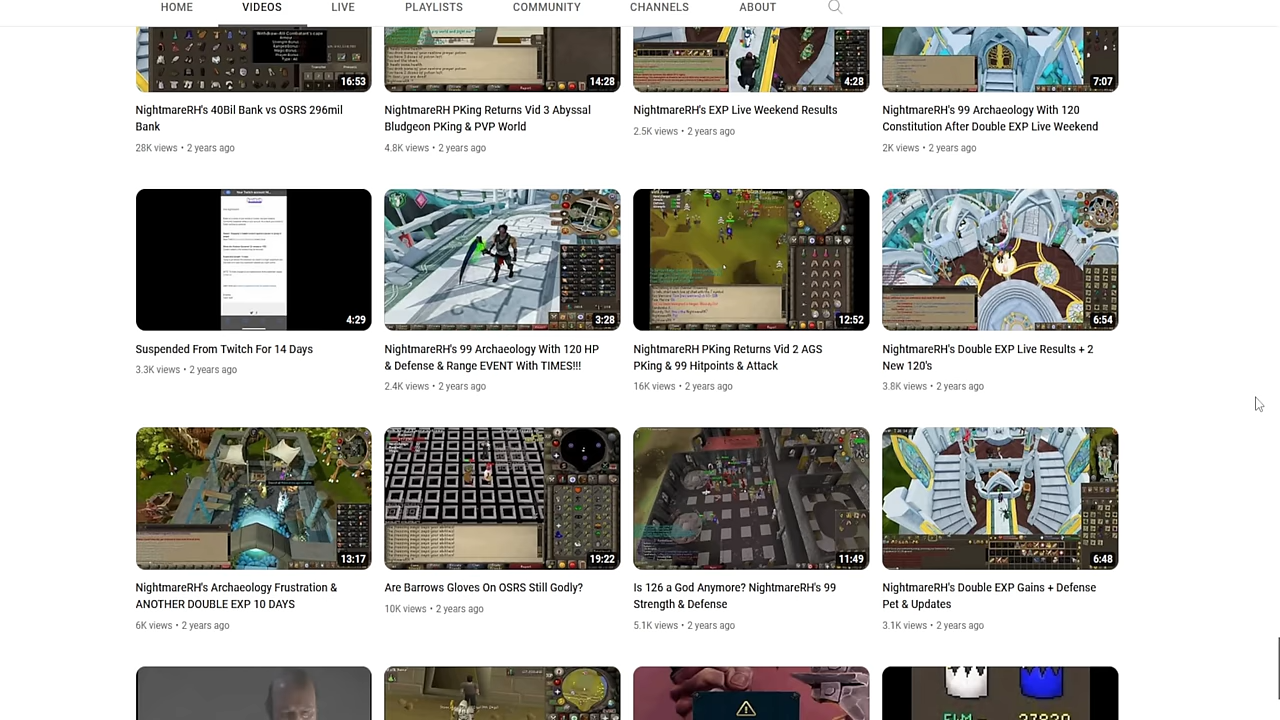 HOME VIDEOS LIVE PLAYLISTS COMMUNITY CHANNELS ABOUT
16:53
14:28
4:28
7:07
NightmareRH's 40Bil Bank vs OSRS 296mil
Bank
28K views • 2 years ago
NightmareRH PKing Returns Vid 3 Abyssal
Bludgeon PKing & PVP World
4.8K views • 2 years ago
NightmareRH's EXP Live Weekend Results
2.5K views • 2 years ago
NightmareRH's 99 Archaeology With 120
Constitution After Double EXP Live Weekend
2K views • 2 years ago
4:29
3:28
12:52
6:54
Suspended From Twitch For 14 Days
3.3K views • 2 years ago
NightmareRH's 99 Archaeology With 120 HP
& Defense & Range EVENT With TIMES!!!
2.4K views • 2 years ago
NightmareRH PKing Returns Vid 2 AGS
PKing & 99 Hitpoints & Attack
16K views • 2 years ago
NightmareRH's Double EXP Live Results + 2
New 120's
3.8K views • 2 years ago
13:17
19:22
11:49
6:48
NightmareRH's Archaeology Frustration &
ANOTHER DOUBLE EXP 10 DAYS
6K views • 2 years ago
Are Barrows Gloves On OSRS Still Godly?
10K views • 2 years ago
Is 126 a God Anymore? NightmareRH's 99
Strength & Defense
5.1K views • 2 years ago
NightmareRH's Double EXP Gains + Defense
Pet & Updates
3.1K views • 2 years ago